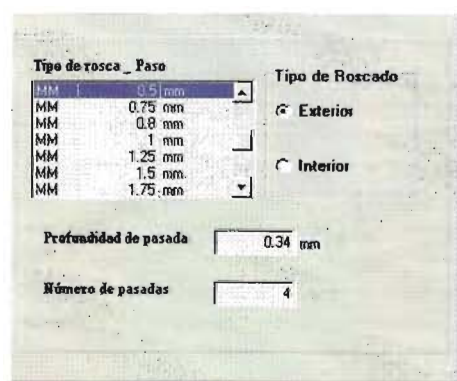 Tipo de rosca _ Paso
MM 0.5 mm
MM 0.75 mm
MM 0.8 mm
MM 1 mm
MM 1.25 mm
MM 1.5 mm
MM 1.75 mm
Tipo de Roscado
Exterior
Interior
Profundidad de pasada 0.34 mm
Número de pasadas 4